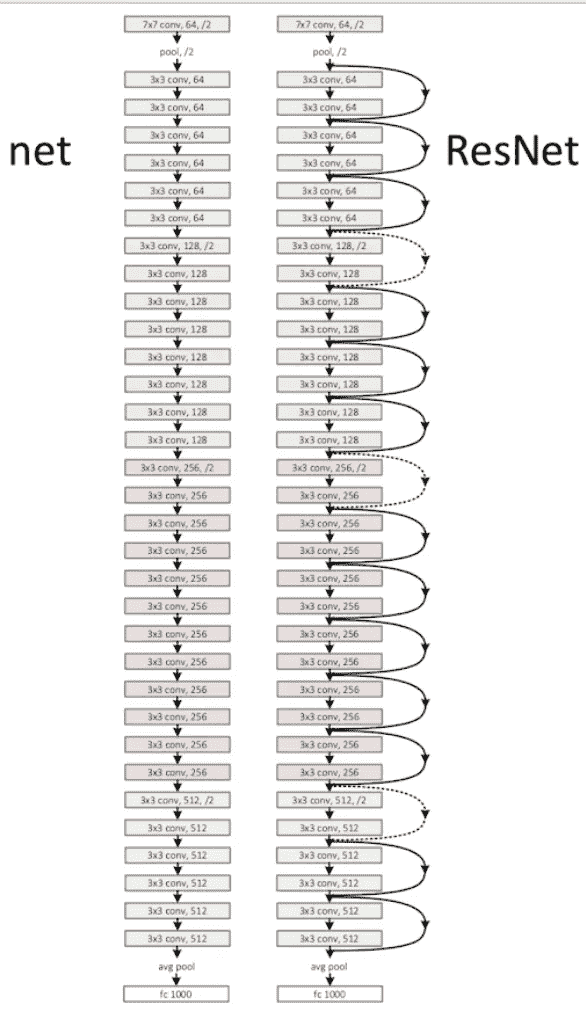 net
7x7 conv, 64, /2
pool, /2
3x3 conv, 64
3x3 conv, 64
3x3 conv, 64
3x3 conv, 64
3x3 conv, 64
3x3 conv, 64
3x3 conv, 128, /2
3x3 conv, 128
3x3 conv, 128
3x3 conv, 128
3x3 conv, 128
3x3 conv, 128
3x3 conv, 128
3x3 conv, 128
3x3 conv, 256, /2
3x3 conv, 256
3x3 conv, 256
3x3 conv, 256
3x3 conv, 256
3x3 conv, 256
3x3 conv, 256
3x3 conv, 256
3x3 conv, 256
3x3 conv, 256
3x3 conv, 256
3x3 conv, 256
3x3 conv, 512, /2
3x3 conv, 512
3x3 conv, 512
3x3 conv, 512
3x3 conv, 512
3x3 conv, 512
avg pool
fc 1000
7x7 conv, 64, /2
pool, /2
3x3 conv, 64
3x3 conv, 64
3x3 conv, 64
3x3 conv, 64
3x3 conv, 64
3x3 conv, 64
3x3 conv, 128, /2
3x3 conv, 128
3x3 conv, 128
3x3 conv, 128
3x3 conv, 128
3x3 conv, 128
3x3 conv, 128
3x3 conv, 128
3x3 conv, 256, /2
3x3 conv, 256
3x3 conv, 256
3x3 conv, 256
3x3 conv, 256
3x3 conv, 256
3x3 conv, 256
3x3 conv, 256
3x3 conv, 256
3x3 conv, 256
3x3 conv, 256
3x3 conv, 256
3x3 conv, 512, /2
3x3 conv, 512
3x3 conv, 512
3x3 conv, 512
3x3 conv, 512
3x3 conv, 512
avg pool
fc 1000
ResNet